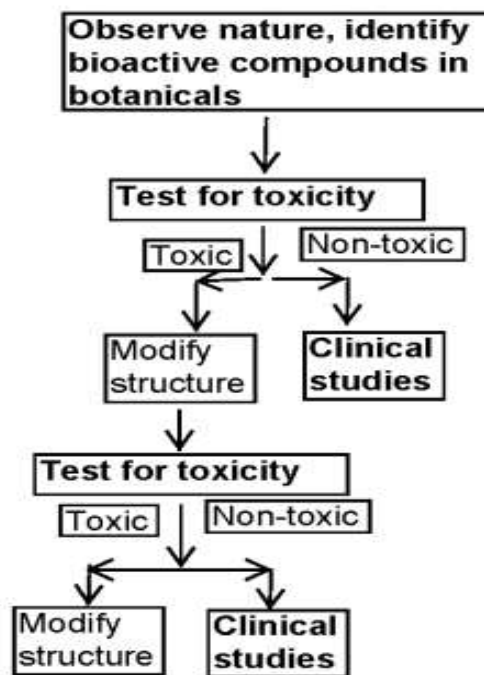 Observe nature, identify
bioactive compounds in
botanicals
Test for toxicity
Toxic
Non-toxic
Modify
structure
Clinical
studies
Test for toxicity
Toxic
Non-toxic
Modify
structure
Clinical
studies